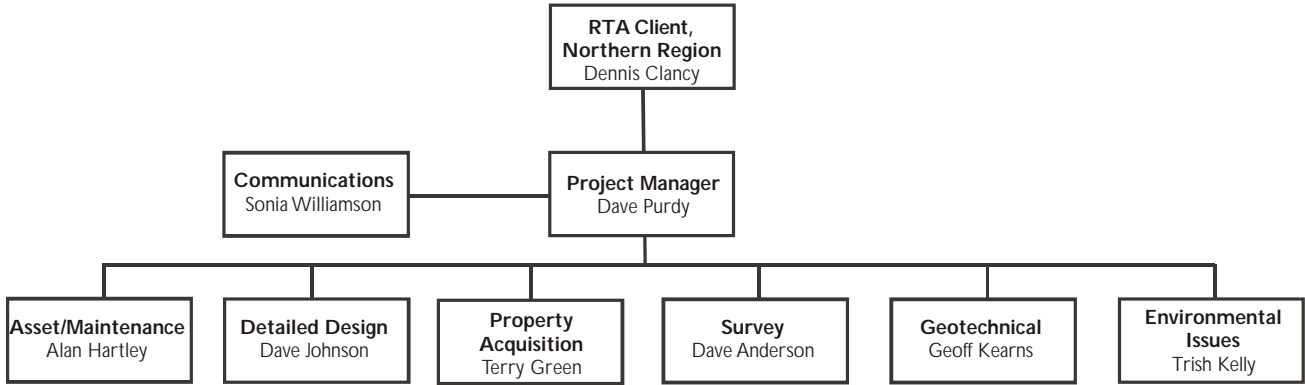 RTA Client,
Northern Region
Dennis Clancy
Communications
Sonia Williamson
Project Manager
Dave Purdy
Asset/Maintenance
Alan Hartley
Detailed Design
Dave Johnson
Property
Acquisition
Terry Green
Survey
Dave Anderson
Geotechnical
Geoff Kearns
Environmental
Issues
Trish Kelly